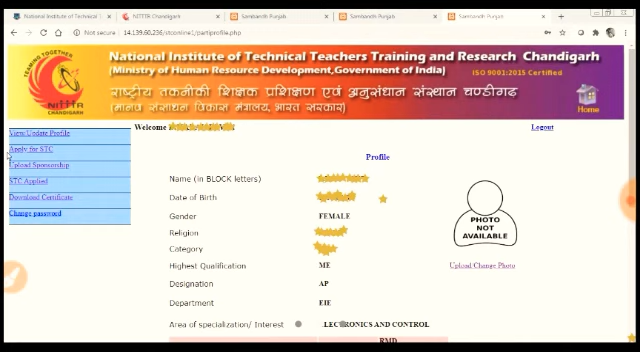 National Institute of Technical T
NITTTR Chandigarh
Sambandh Punjab
Sambandh Punjab
Sambandh Punjab
Not secure
14.139.60.236/stconline1/partiprofile.php
TEAMING TOGETHER
NITTTR
CHANDIGARH
National Institute of Technical Teachers Training and Research Chandigarh
(Ministry of Human Resource Development,Government of India)
ISO 9001:2015 Certified
राष्ट्रीय तकनीकी शिक्षक प्रशिक्षण एवं अनुसंधान संस्थान चण्डीगढ
(मानव संसाधन विकास मंत्रालय, भारत सरकार)
Home
View/Update Profile
Apply for STC
Upload Sponsorship
STC Applied
Download Certificate
Change password
Welcome
Logout
Profile
Name (in BLOCK letters)
Date of Birth
Gender FEMALE
Religion
Category
Highest Qualification ME
Designation AP
Department EIE
Area of specialization/ Interest LECTRONICS AND CONTROL
PHOTO
NOT
AVAILABLE
Upload/Change Photo
RMD